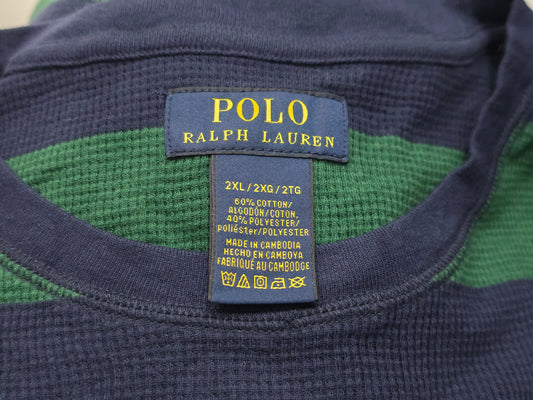 POLO
RALPH LAUREN
2XL / 2XG / 2TG
60% COTTON/
ALGODÓN/COTON,
40% POLYESTER/
poliéster/POLYESTER
MADE IN CAMBODIA
HECHO EN CAMBOYA
FABRIQUÉ AU CAMBODGE